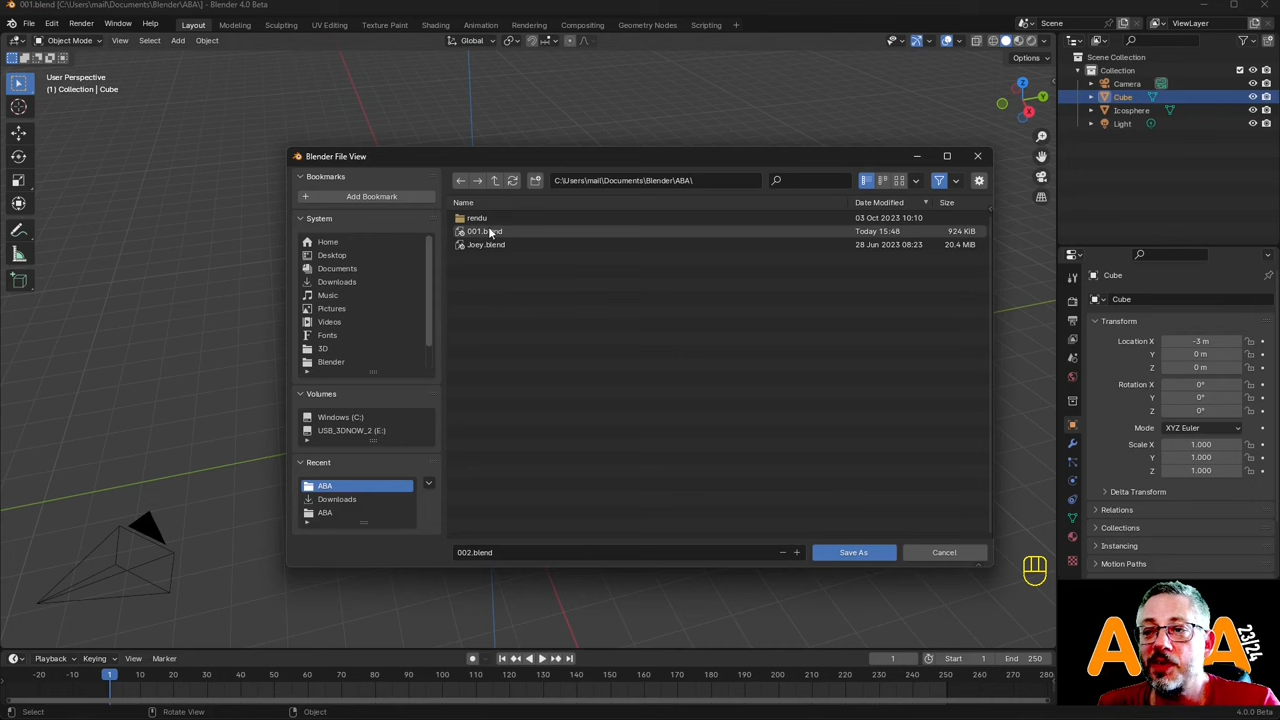 001.blend [C:\Users\mail\Documents\Blender\ABA\] - Blender 4.0 Beta
File Edit Render Window Help Layout Modeling Sculpting UV Editing Texture Paint Shading Animation Rendering Compositing Geometry Nodes Scripting + Scene ViewLayer
Object Mode View Select Add Object Global
Options
User Perspective
(1) Collection | Cube
Scene Collection
Collection
Camera
Cube
Icosphere
Light
Blender File View
Bookmarks
+ Add Bookmark
System
Home
Desktop
Documents
Downloads
Music
Pictures
Videos
Fonts
3D
Blender
Volumes
Windows (C:)
USB_3DNOW_2 (E:)
Recent
ABA
Downloads
ABA
C:\Users\mail\Documents\Blender\ABA\
Name Date Modified Size
rendu 03 Oct 2023 10:10
001.blend Today 15:48 924 KiB
Joey.blend 28 Jun 2023 08:23 20.4 MiB
002.blend - + Save As Cancel
X
Y
Z
Cube
Cube
Transform
Location X -3 m
Y 0 m
Z 0 m
Rotation X 0°
Y 0°
Z 0°
Mode XYZ Euler
Scale X 1.000
Y 1.000
Z 1.000
Delta Transform
Relations
Collections
Instancing
Motion Paths
ABA
23/24
Playback Keying View Marker 1 Start 1 End 250
-20 -10 1 10 20 30 40 50 60 70 80 90 100 110 120 130 140 150 160 170 180 190 200 210 220 230 240 250 260 270 280
Select Rotate View Object 4.0.0 Beta